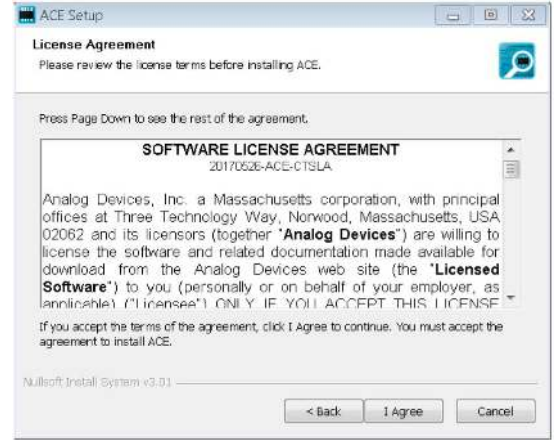 ACE Setup
License Agreement
Please review the license terms before installing ACE.
Press Page Down to see the rest of the agreement.
SOFTWARE LICENSE AGREEMENT
20170526-ACE-CTSLA
Analog Devices, Inc. a Massachusetts corporation, with principal
offices at Three Technology Way, Norwood, Massachusetts, USA
02062 and its licensors (together "Analog Devices") are willing to
license the software and related documentation made available for
download from the Analog Devices web site (the "Licensed
Software") to you (personally or on behalf of your employer, as
applicable) ("Licensee") ONLY IF YOU ACCEPT THIS LICENSE
If you accept the terms of the agreement, click I Agree to continue. You must accept the
agreement to install ACE.
Nullsoft Install System v3.01
< Back
I Agree
Cancel